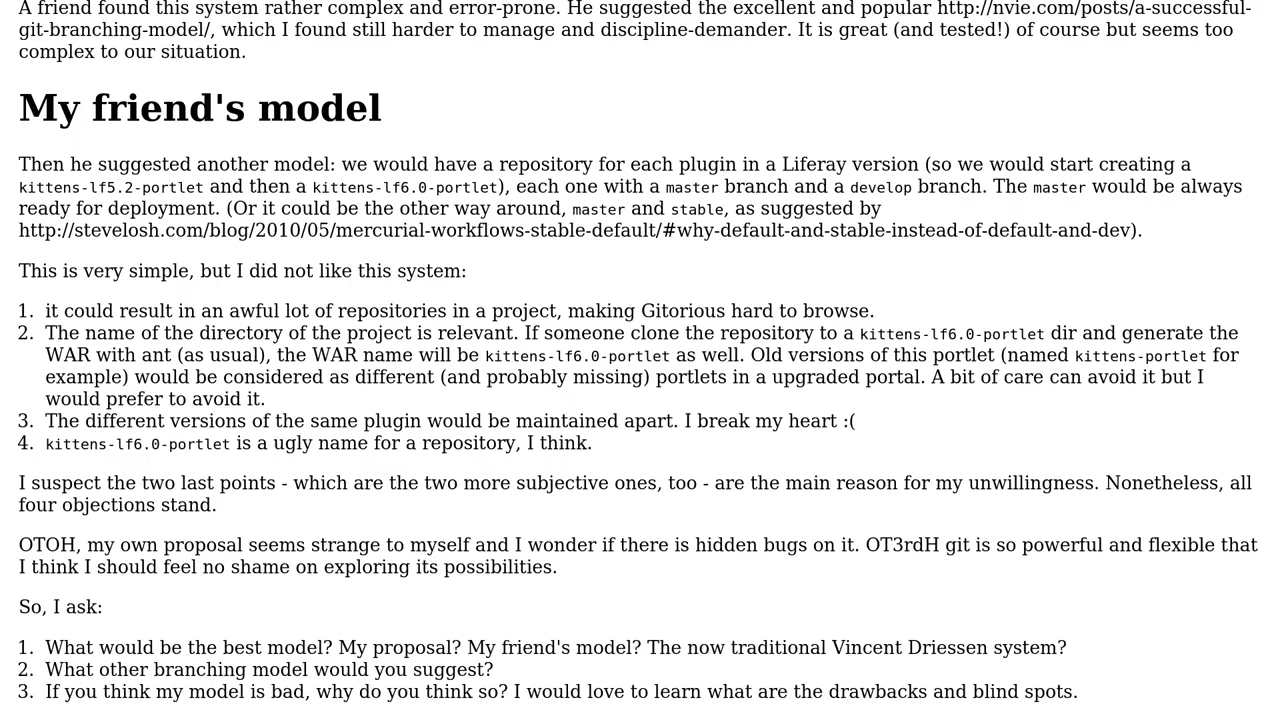 A friend found this system rather complex and error-prone. He suggested the excellent and popular http://nvie.com/posts/a-successful-
git-branching-model/, which I found still harder to manage and discipline-demander. It is great (and tested!) of course but seems too
complex to our situation.
My friend's model
Then he suggested another model: we would have a repository for each plugin in a Liferay version (so we would start creating a
kittens-lf5.2-portlet and then a kittens-lf6.0-portlet), each one with a master branch and a develop branch. The master would be always
ready for deployment. (Or it could be the other way around, master and stable, as suggested by
http://stevelosh.com/blog/2010/05/mercurial-workflows-stable-default/#why-default-and-stable-instead-of-default-and-dev).
This is very simple, but I did not like this system:
1. it could result in an awful lot of repositories in a project, making Gitorious hard to browse.
2. The name of the directory of the project is relevant. If someone clone the repository to a kittens-lf6.0-portlet dir and generate the
WAR with ant (as usual), the WAR name will be kittens-lf6.0-portlet as well. Old versions of this portlet (named kittens-portlet for
example) would be considered as different (and probably missing) portlets in a upgraded portal. A bit of care can avoid it but I
would prefer to avoid it.
3. The different versions of the same plugin would be maintained apart. I break my heart :(
4. kittens-lf6.0-portlet is a ugly name for a repository, I think.
I suspect the two last points - which are the two more subjective ones, too - are the main reason for my unwillingness. Nonetheless, all
four objections stand.
OTOH, my own proposal seems strange to myself and I wonder if there is hidden bugs on it. OT3rdH git is so powerful and flexible that
I think I should feel no shame on exploring its possibilities.
So, I ask:
1. What would be the best model? My proposal? My friend's model? The now traditional Vincent Driessen system?
2. What other branching model would you suggest?
3. If you think my model is bad, why do you think so? I would love to learn what are the drawbacks and blind spots.